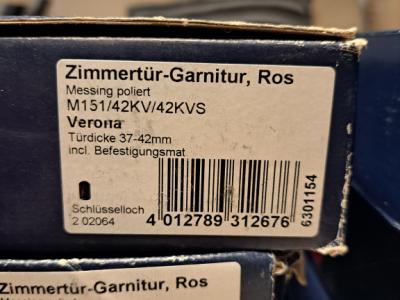 Zimmertür-Garnitur, Ros
Messing poliert
M151/42KV/42KVS
Verona
Türdicke 37-42mm
incl. Befestigungsmat
Schlüsselloch
2 02064
4 012789 312676
6301154
Zimmertür-Garnitur, Ros